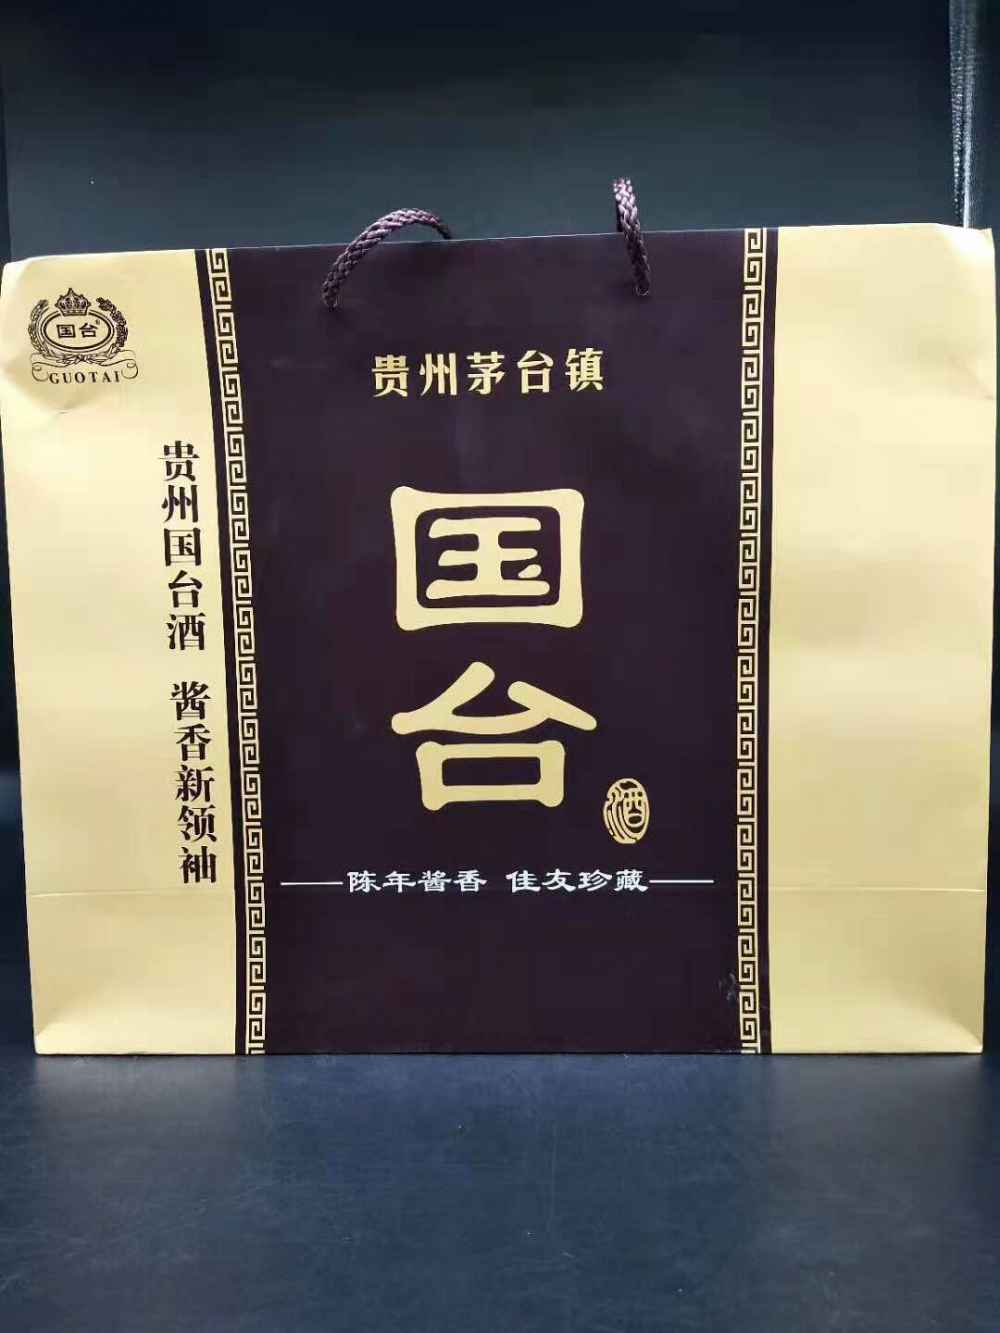 国台
GUOTAI
贵州茅台镇
贵州国台酒 酱香新领袖
国台
酒
陈年酱香 佳友珍藏